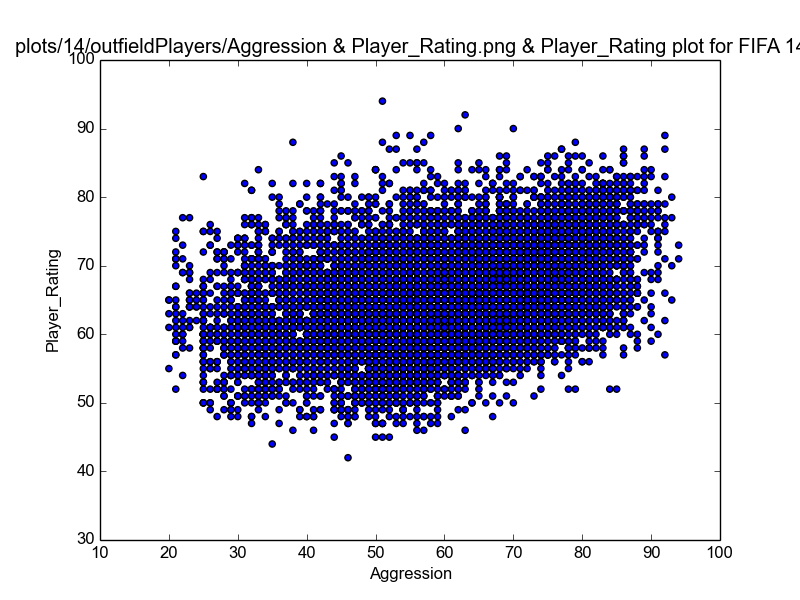 plots/14/outfieldPlayers/Aggression & Player_Rating.png & Player_Rating plot for FIFA 14
100
90
80
70
60
50
40
30
Player_Rating
10 20 30 40 50 60 70 80 90 100
Aggression